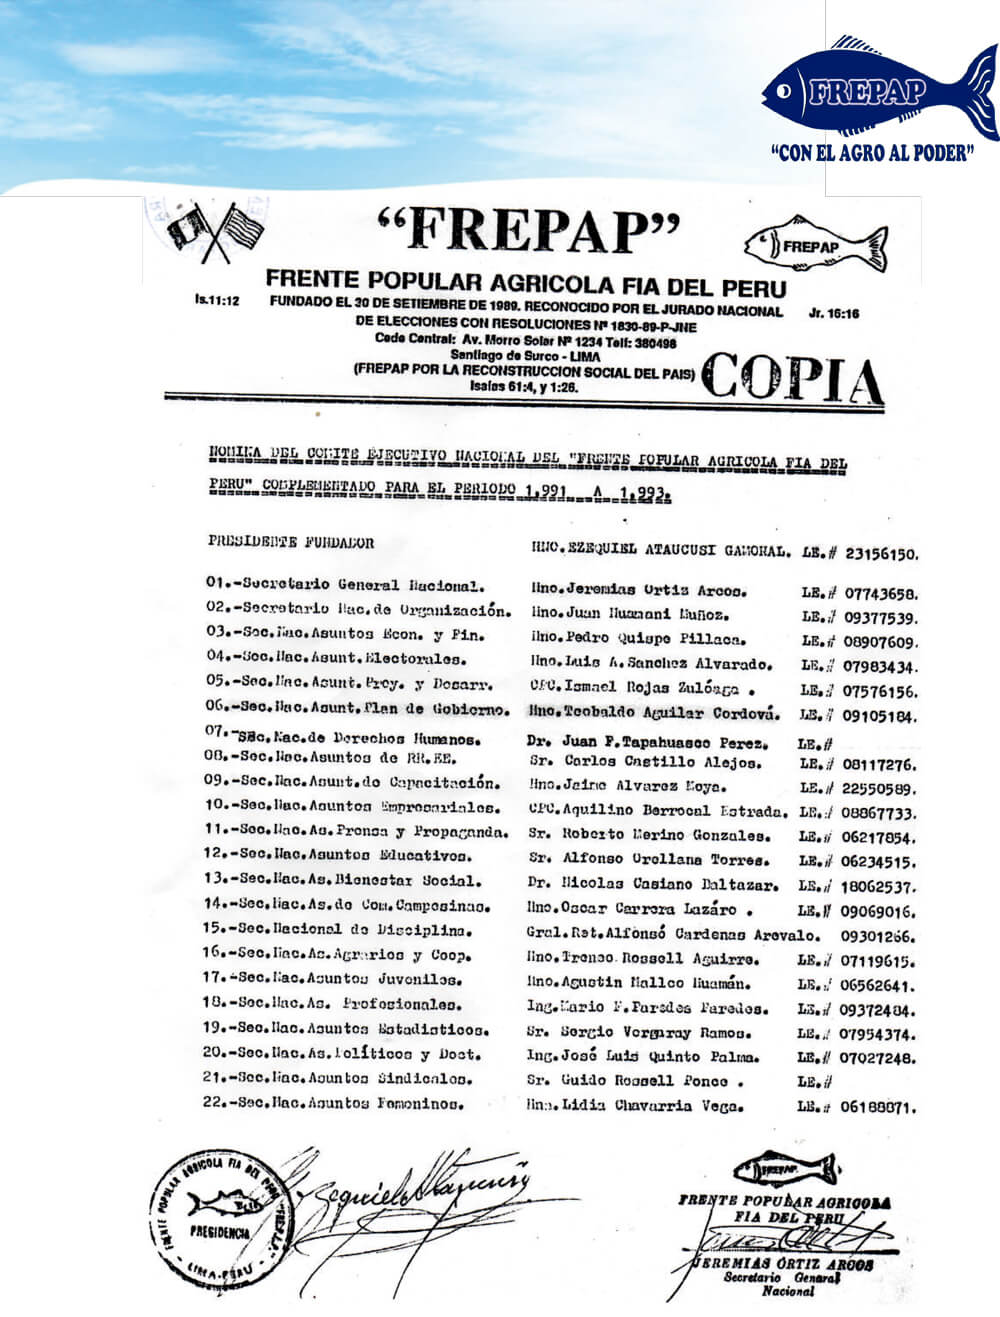 FREPAP
“CON EL AGRO AL PODER”
“FREPAP”
FREPAP
FRENTE POPULAR AGRICOLA FIA DEL PERU
Is.11:12
FUNDADO EL 30 DE SETIEMBRE DE 1989. RECONOCIDO POR EL JURADO NACIONAL
Jr. 16:16
DE ELECCIONES CON RESOLUCIONES Nº 1830-89-P-JNE
Cede Central: Av. Morro Solar Nº 1234 Telf: 380498
Santiago de Surco - LIMA
(FREPAP POR LA RECONSTRUCCION SOCIAL DEL PAIS)
Isaías 61:4, y 1:26.
COPIA
NOMINA DEL COMITE EJECUTIVO NACIONAL DEL "FRENTE POPULAR AGRICOLA FIA DEL
PERU" COMPLEMENTADO PARA EL PERIODO 1,991 A 1,993.
PRESIDENTE FUNDADOR HNO.EZEQUIEL ATAUCUSI GAMONAL. LE.# 23156150.
01.-Secretario General Nacional. Hno.Jeremias Ortiz Arcos. LE.# 07743658.
02.-Secretario Nac.de Organización. Hno.Juan Huamani Muñoz. LE.# 09377539.
03.-Sec.Nac.Asuntos Econ. y Fin. Hno.Pedro Quispe Pillaca. LE.# 08907609.
04.-Sec.Nac.Asunt.Electorales. Hno.Luis A.Sanchez Alvarado. LE.# 07983434.
05.-Sec.Nac.Asunt.Proy. y Desarr. CPC.Ismael Rojas Zulóaga . LE.# 07576156.
06.-Sec.Nac.Asunt.Plan de Gobierno. Hno.Teobaldo Aguilar Cordová. LE.# 09105184.
07.-Sec.Nac.de Derechos Humanos. Dr. Juan F.Tapahuasco Perez. LE.#
08.-Sec.Nac.Asuntos de RR.EE. Sr. Carlos Castillo Alejos. LE.# 08117276.
09.-Sec.Nac.Asunt.de Capacitación. Hno.Jaime Alvarez Moya. LE.# 22550589.
10.-Sec.Nac.Asuntos Empresariales. CPC.Aquilino Berrocal Estrada. LE.# 08867733.
11.-Sec.Nac.As.Prensa y Propaganda. Sr. Roberto Merino Gonzales. LE.# 06217854.
12.-Sec.Nac.Asuntos Educativos. Sr. Alfonso Orellana Torres. LE.# 06234515.
13.-Sec.Nac.As.Bienestar Social. Dr. Nicolas Casiano Baltazar. LE.# 18062537.
14.-Sec.Nac.As.de Com.Campesinas. Hno.Oscar Carrera Lazáro . LE.# 09069016.
15.-Sec.Nacional de Disciplina. Gral.Ret.Alfonsó Cardenas Arevalo. 09301266.
16.-Sec.Nac.As.Agrarios y Coop. Hno.Ireneo Rossell Aguirre. LE.# 07119615.
17.-Sec.Nac.Asuntos Juveniles. Hno.Agustin Mallco Huamán. LE.# 06562641.
18.-Sec.Nac.As. Profesionales. Ing.Mario F.Paredes Paredes. LE.# 09372484.
19.-Sec.Nac.Asuntos Estadisticos. Sr. Sergio Vergaray Ramos. LE.# 07954374.
20.-Sec.Nac.As.Políticos y Doct. Ing.José Luis Quinto Palma. LE.# 07027248.
21.-Sec.Nac.Asuntos Sindicales. Sr. Guido Rossell Ponce . LE.#
22.-Sec.Nac.Asuntos Femeninos. Hna.Lidia Chavarria Vega. LE.# 06188871.
FRENTE POPULAR AGRICOLA FIA DEL PERU
PRESIDENCIA
LIMA-PERU
Ezequiel Ataucusi
FREPAP
FRENTE POPULAR AGRICOLA
FIA DEL PERU
JEREMIAS ORTIZ ARCOS
Secretario General
Nacional